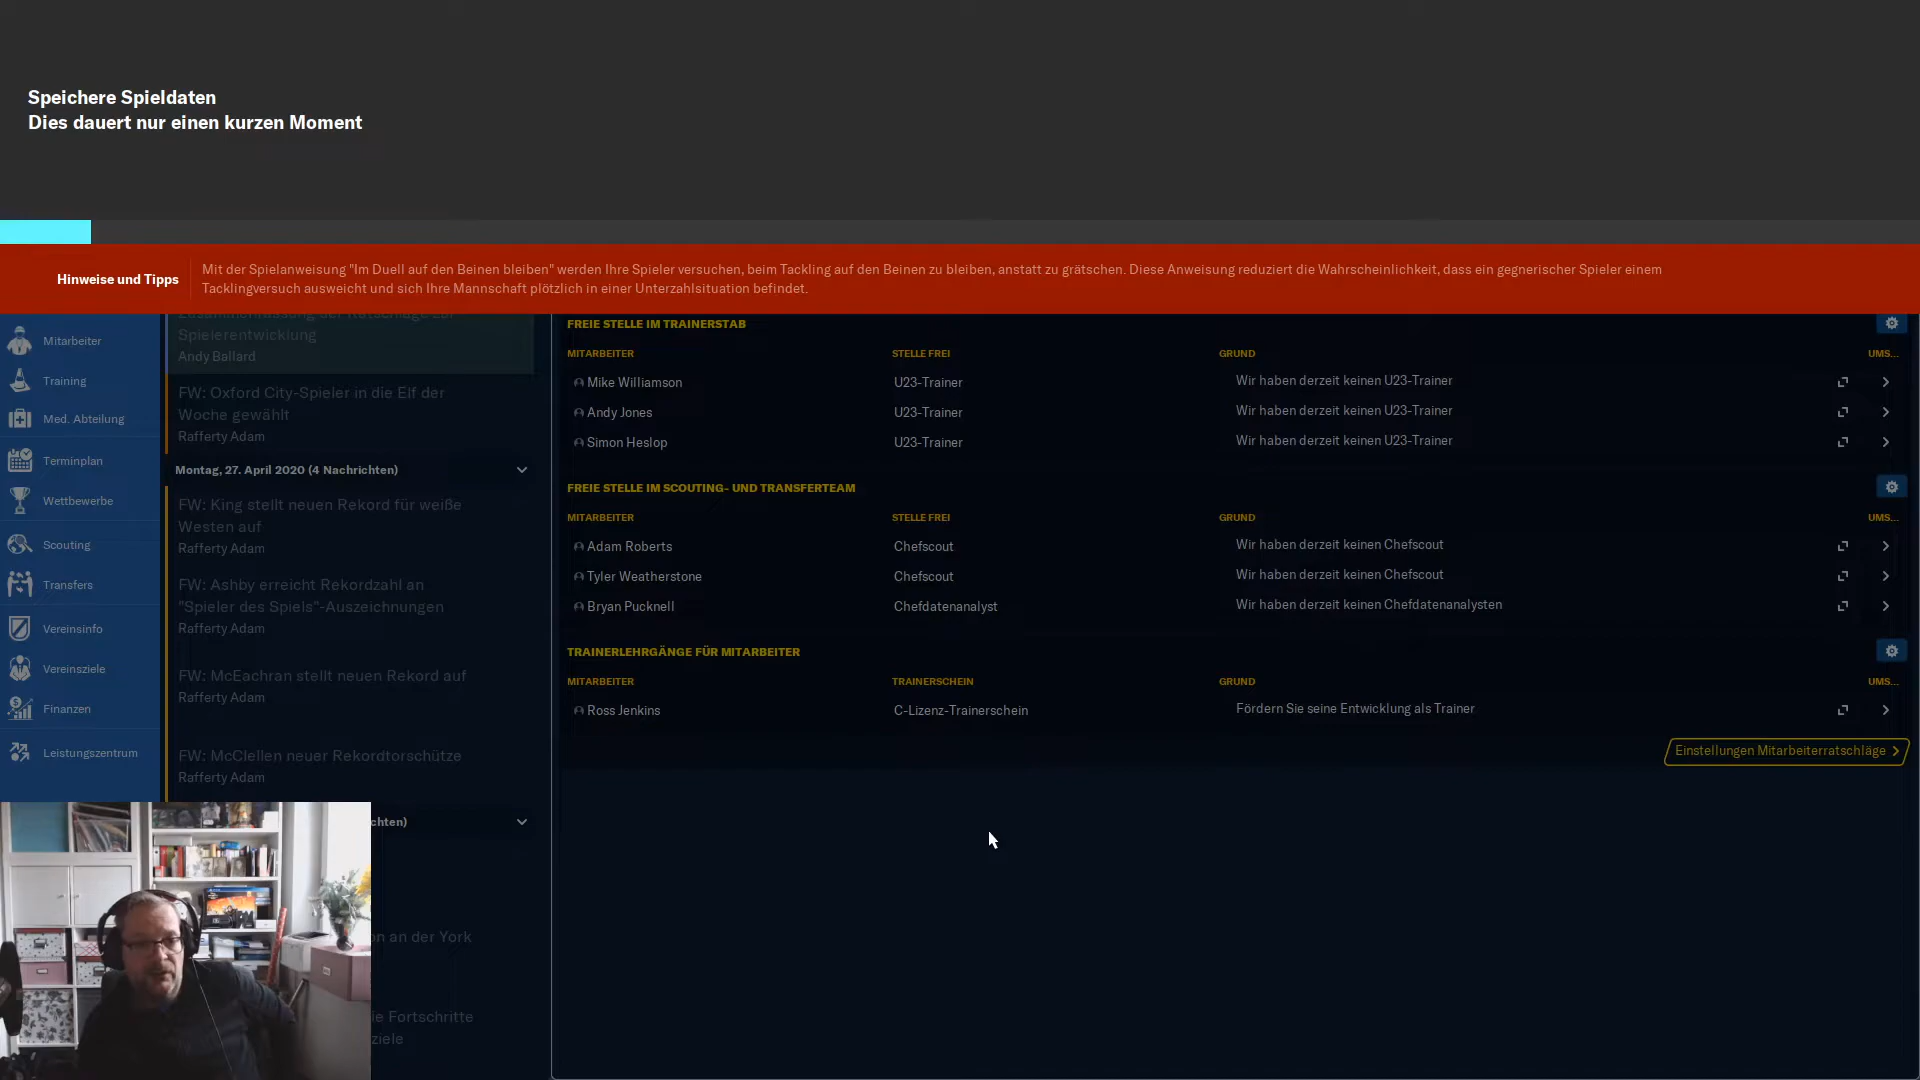 Speichere Spieldaten
Dies dauert nur einen kurzen Moment
Hinweise und Tipps
Mit der Spielanweisung "Im Duell auf den Beinen bleiben" werden Ihre Spieler versuchen, beim Tackling auf den Beinen zu bleiben, anstatt zu grätschen. Diese Anweisung reduziert die Wahrscheinlichkeit, dass ein gegnerischer Spieler einem
Tacklingversuch ausweicht und sich Ihre Mannschaft plötzlich in einer Unterzahlsituation befindet.
Mitarbeiter
Training
Med. Abteilung
Terminplan
Wettbewerbe
Scouting
Transfers
Vereinsinfo
Vereinsziele
Finanzen
Leistungszentrum
Zusammenfassung der Ratschläge zur
Spielerentwicklung
Andy Ballard
FW: Oxford City-Spieler in die Elf der
Woche gewählt
Rafferty Adam
Montag, 27. April 2020 (4 Nachrichten)
FW: King stellt neuen Rekord für weiße
Westen auf
Rafferty Adam
FW: Ashby erreicht Rekordzahl an
"Spieler des Spiels"-Auszeichnungen
Rafferty Adam
FW: McEachran stellt neuen Rekord auf
Rafferty Adam
FW: McClellen neuer Rekordtorschütze
Rafferty Adam
chten)
on an der York
ie Fortschritte
ziele
FREIE STELLE IM TRAINERSTAB
MITARBEITER STELLE FREI GRUND UMS...
Mike Williamson U23-Trainer Wir haben derzeit keinen U23-Trainer
Andy Jones U23-Trainer Wir haben derzeit keinen U23-Trainer
Simon Heslop U23-Trainer Wir haben derzeit keinen U23-Trainer
FREIE STELLE IM SCOUTING- UND TRANSFERTEAM
MITARBEITER STELLE FREI GRUND UMS...
Adam Roberts Chefscout Wir haben derzeit keinen Chefscout
Tyler Weatherstone Chefscout Wir haben derzeit keinen Chefscout
Bryan Pucknell Chefdatenanalyst Wir haben derzeit keinen Chefdatenanalysten
TRAINERLEHRGÄNGE FÜR MITARBEITER
MITARBEITER TRAINERSCHEIN GRUND UMS...
Ross Jenkins C-Lizenz-Trainerschein Fördern Sie seine Entwicklung als Trainer
Einstellungen Mitarbeiterratschläge